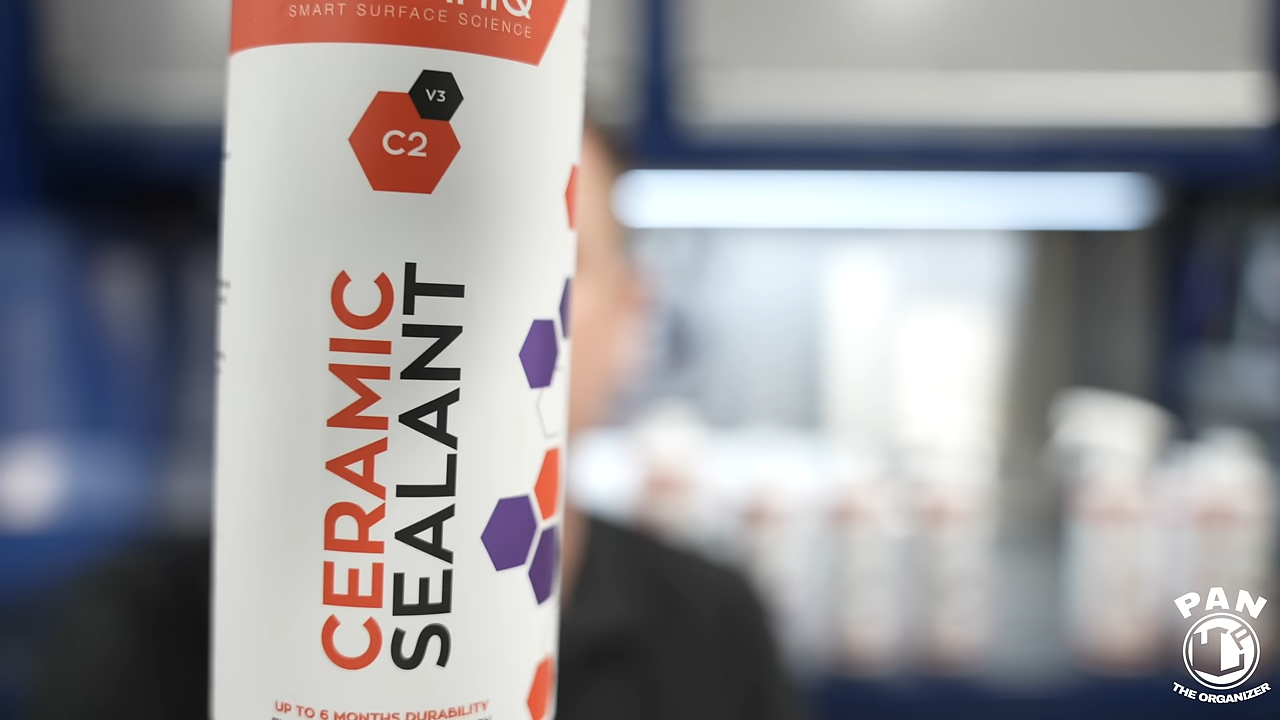 SMART SURFACE SCIENCE
V3
C2
CERAMIC
SEALANT
UP TO 6 MONTHS DURABILITY
PAN
THE ORGANIZER